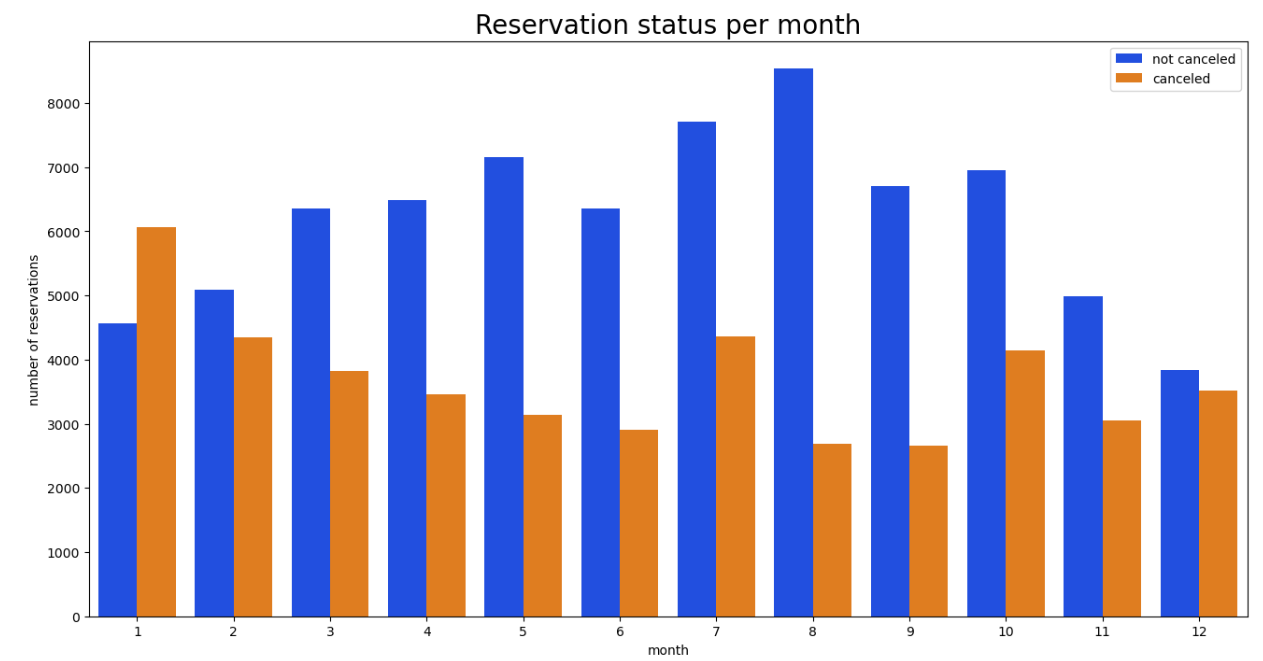 Reservation status per month
not canceled
canceled
number of reservations
8000
7000
6000
5000
4000
3000
2000
1000
0
1 2 3 4 5 6 7 8 9 10 11 12
month